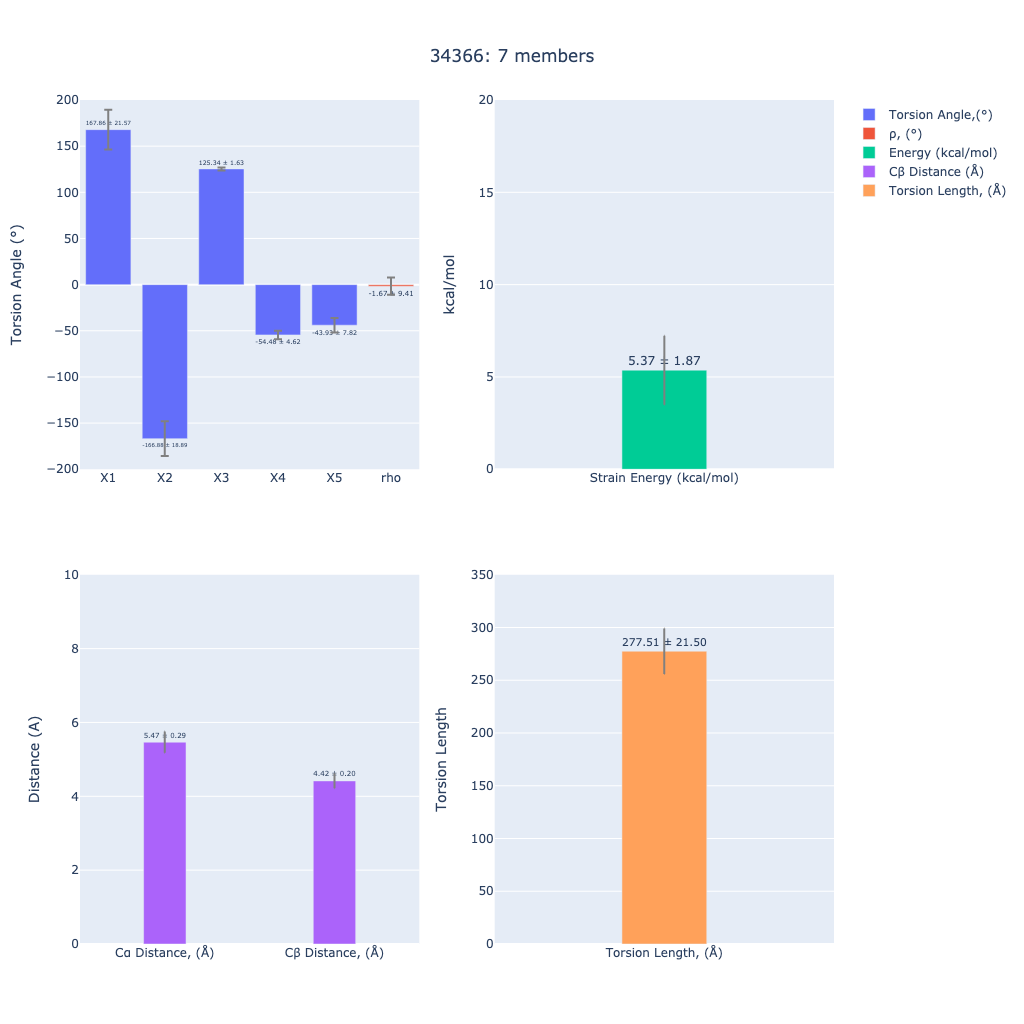 34366: 7 members
Torsion Angle (°)
200
150
100
50
0
−50
−100
−150
−200
167.86 ± 21.57
-166.86 ± 18.89
125.34 ± 1.63
-54.48 ± 4.62
-43.93 ± 7.82
-1.67 ± 9.41
X1 X2 X3 X4 X5 rho
kcal/mol
20
15
10
5
0
5.37 ± 1.87
Strain Energy (kcal/mol)
Torsion Angle,(°)
ρ, (°)
Energy (kcal/mol)
Cβ Distance (Å)
Torsion Length, (Å)
Distance (A)
10
8
6
4
2
0
5.47 ± 0.29
4.42 ± 0.20
Cα Distance, (Å) Cβ Distance, (Å)
Torsion Length
350
300
250
200
150
100
50
0
277.51 ± 21.50
Torsion Length, (Å)